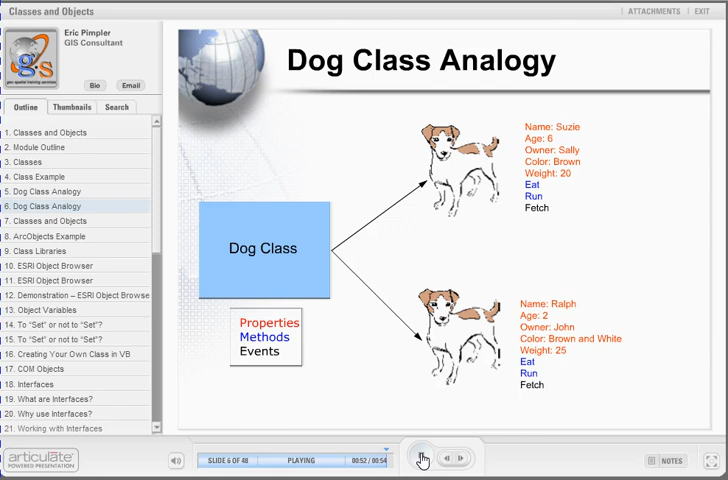 Classes and Objects
ATTACHMENTS
EXIT
Eric Pimpler
GIS Consultant
gis
Bio
Email
Outline
Thumbnails
Search
1. Classes and Objects
2. Module Outline
3. Classes
4. Class Example
5. Dog Class Analogy
6. Dog Class Analogy
7. Classes and Objects
8. ArcObjects Example
9. Class Libraries
10. ESRI Object Browser
11. ESRI Object Browser
12. Demonstration – ESRI Object Browse
13. Object Variables
14. To “Set” or not to “Set”?
15. To “Set” or not to “Set”?
16. Creating Your Own Class in VB
17. COM Objects
18. Interfaces
19. What are Interfaces?
20. Why use Interfaces?
21. Working with Interfaces
Dog Class Analogy
Name: Suzie
Age: 6
Owner: Sally
Color: Brown
Weight: 20
Eat
Run
Fetch
Dog Class
Properties
Methods
Events
Name: Ralph
Age: 2
Owner: John
Color: Brown and White
Weight: 25
Eat
Run
Fetch
articulate
POWERED PRESENTATION
SLIDE 6 OF 48
PLAYING
00:52 / 00:54
NOTES